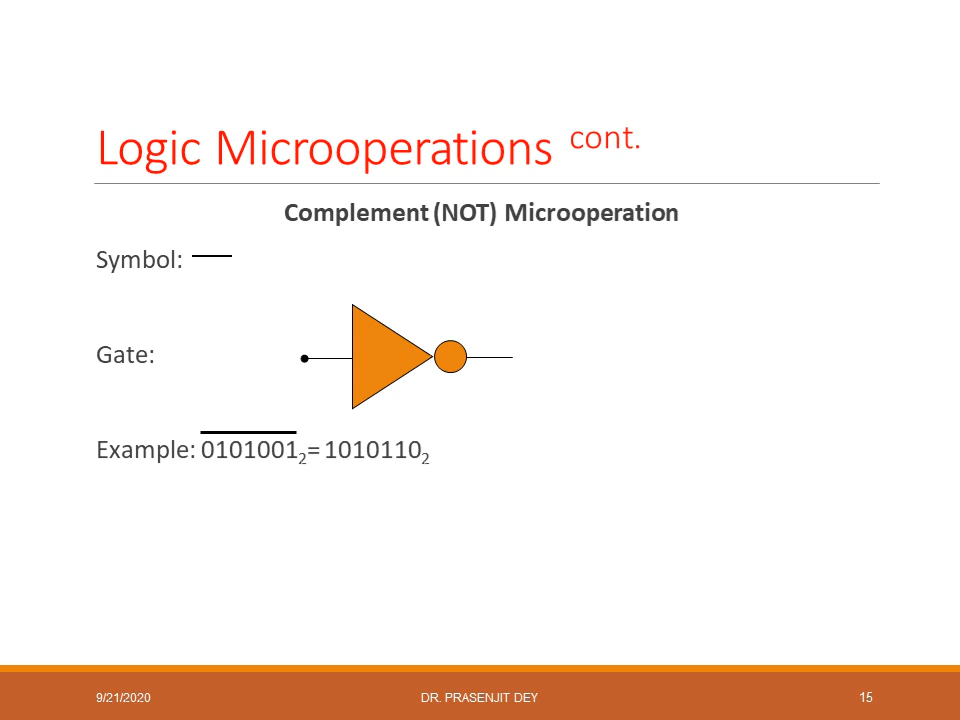 Logic Microoperations cont.
Complement (NOT) Microoperation
Symbol:
Gate:
Example: 0101001₂= 1010110₂
9/21/2020 DR. PRASENJIT DEY 15